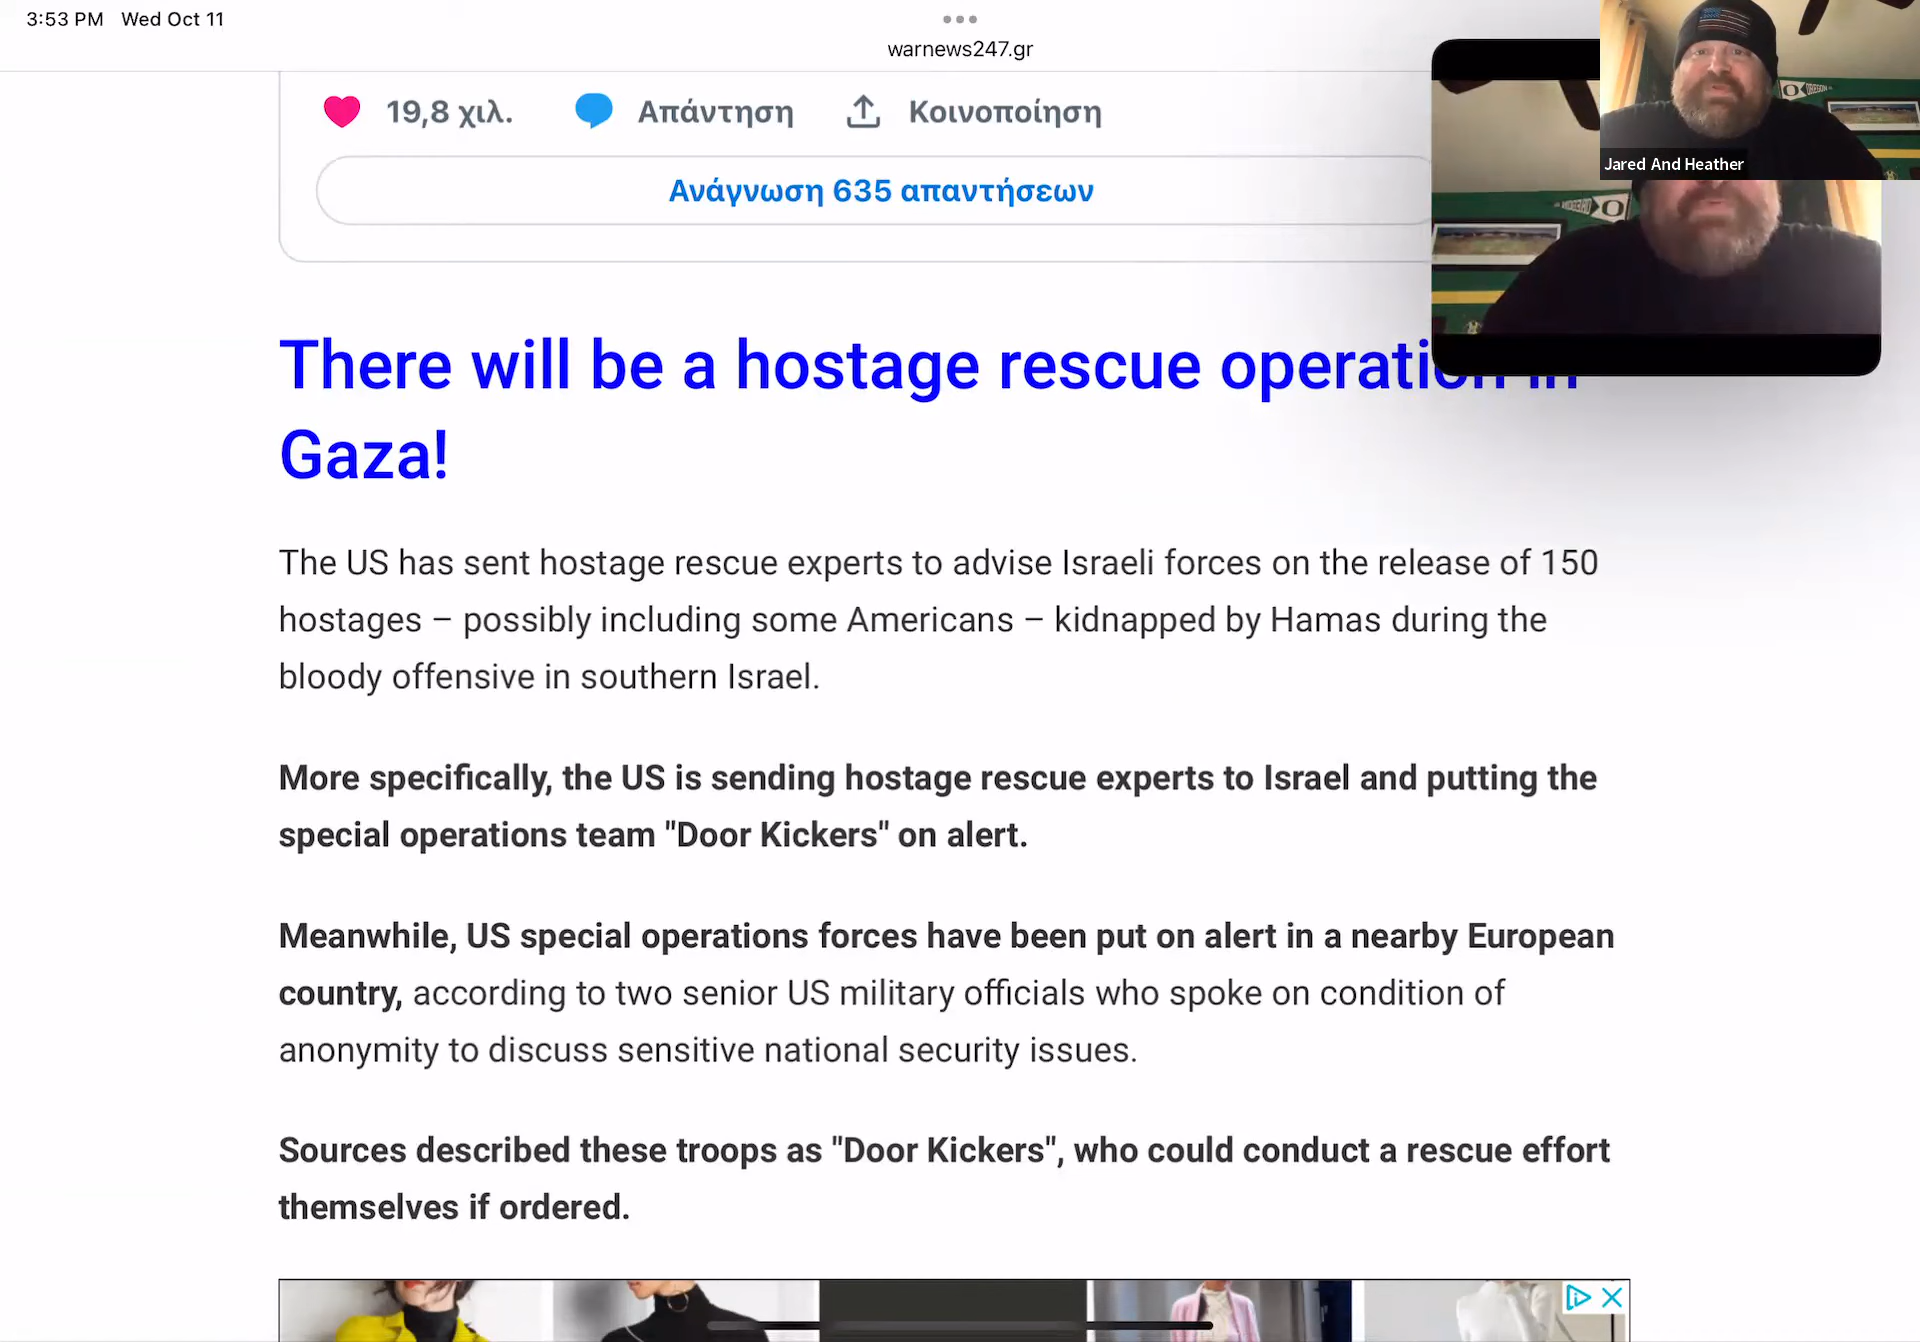 3:53 PM Wed Oct 11
warnews247.gr
19,8 χιλ. Απάντηση Κοινοποίηση
Ανάγνωση 635 απαντήσεων
Jared And Heather
OREGON
There will be a hostage rescue operation in
Gaza!
The US has sent hostage rescue experts to advise Israeli forces on the release of 150
hostages – possibly including some Americans – kidnapped by Hamas during the
bloody offensive in southern Israel.
More specifically, the US is sending hostage rescue experts to Israel and putting the
special operations team "Door Kickers" on alert.
Meanwhile, US special operations forces have been put on alert in a nearby European
country, according to two senior US military officials who spoke on condition of
anonymity to discuss sensitive national security issues.
Sources described these troops as "Door Kickers", who could conduct a rescue effort
themselves if ordered.